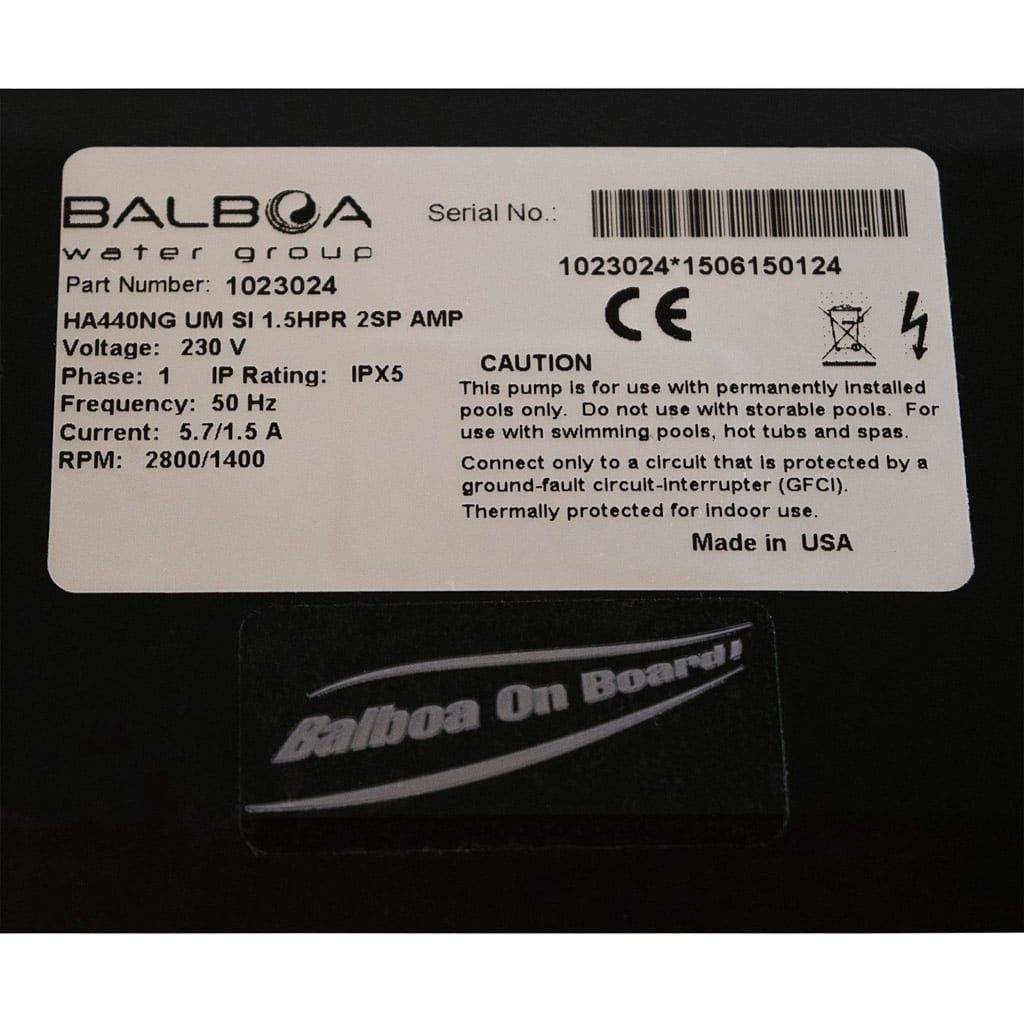 BALBOA
water group
Serial No.:
1023024*1506150124
Part Number: 1023024
HA440NG UM SI 1.5HPR 2SP AMP
Voltage: 230 V
Phase: 1 IP Rating: IPX5
Frequency: 50 Hz
Current: 5.7/1.5 A
RPM: 2800/1400
CE
CAUTION
This pump is for use with permanently installed
pools only. Do not use with storable pools. For
use with swimming pools, hot tubs and spas.
Connect only to a circuit that is protected by a
ground-fault circuit-interrupter (GFCI).
Thermally protected for indoor use.
Made in USA
Balboa On Board!